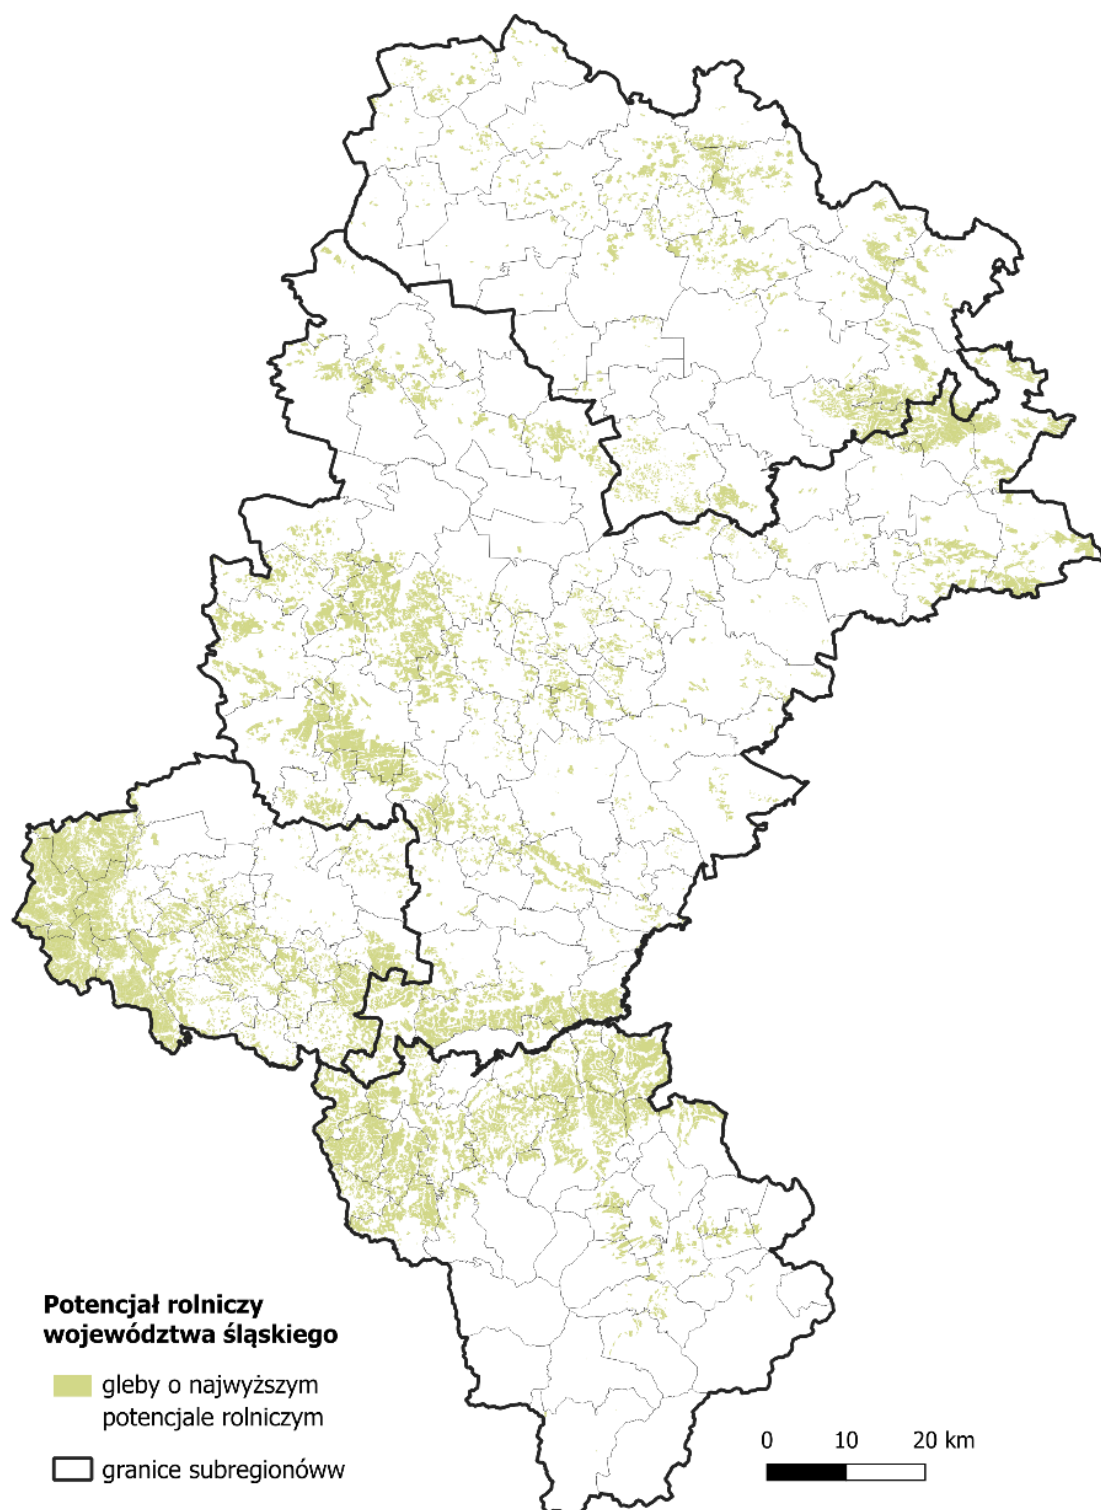 Potencjał rolniczy
województwa śląskiego
gleby o najwyższym
potencjale rolniczym
granice subregionóww
0 10 20 km